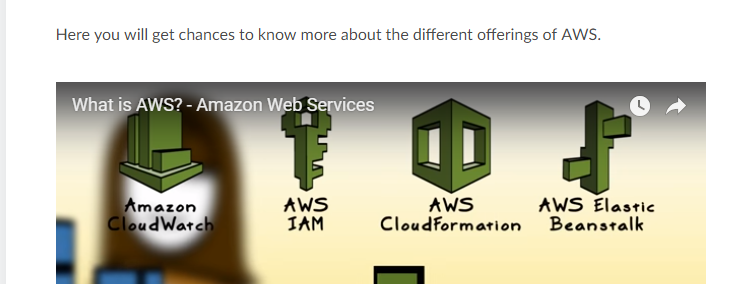 Here you will get chances to know more about the different offerings of AWS.
What is AWS? - Amazon Web Services
Amazon
CloudWatch
AWS
IAM
AWS
CloudFormation
AWS Elastic
Beanstalk